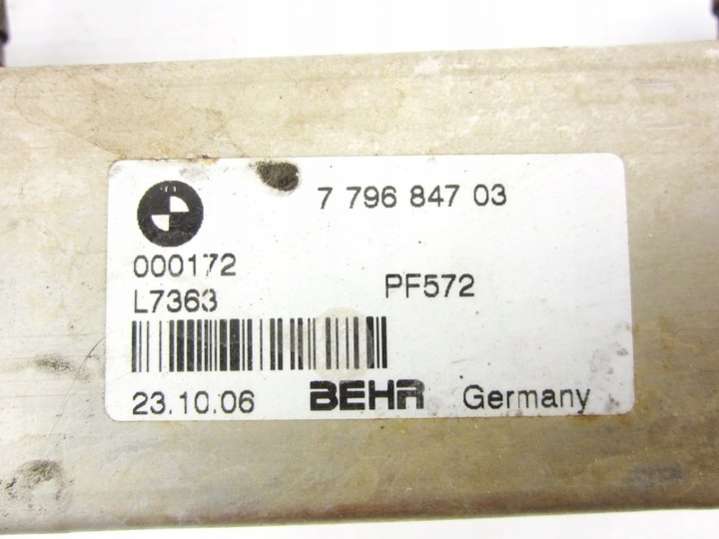 7 796 847 03
000172
L7363
PF572
23.10.06 BEHR Germany